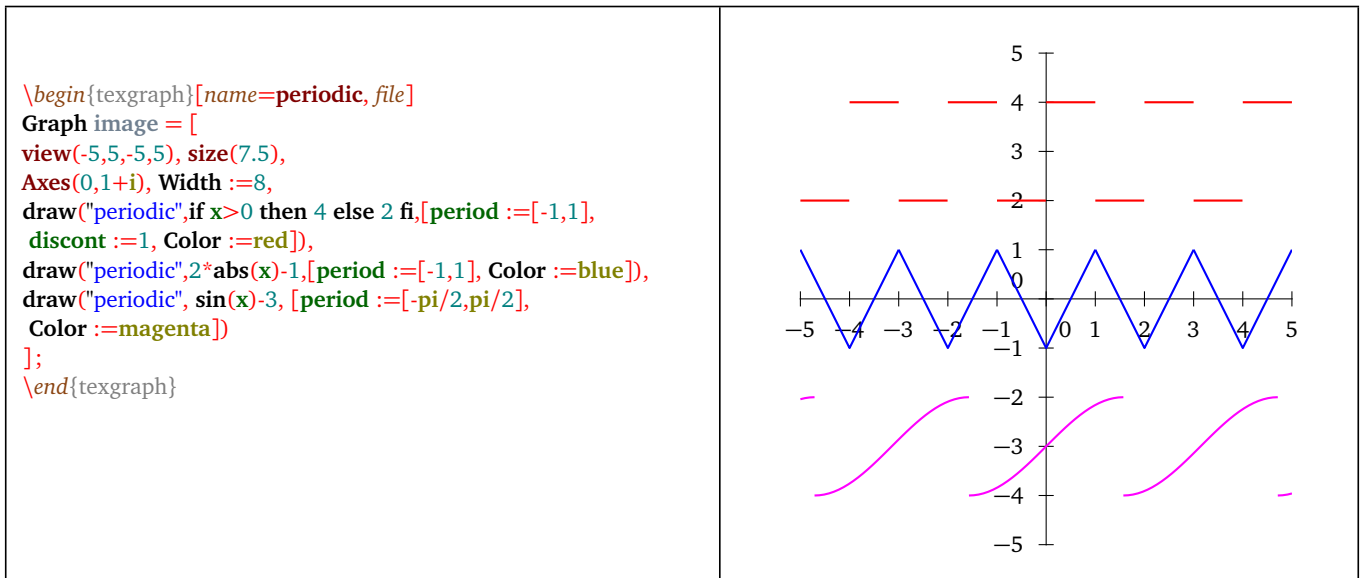 \begin{texgraph}[name=periodic, file]
Graph image = [
view(-5,5,-5,5), size(7.5),
Axes(0,1+i), Width :=8,
draw("periodic",if x>0 then 4 else 2 fi,[period :=[-1,1],
discont :=1, Color :=red]),
draw("periodic",2*abs(x)-1,[period :=[-1,1], Color :=blue]),
draw("periodic", sin(x)-3, [period :=[-pi/2,pi/2],
Color :=magenta])
];
\end{texgraph}
5
4
3
2
1
0
−5 −4 −3 −2 −1 0 1 2 3 4 5
−1
−2
−3
−4
−5